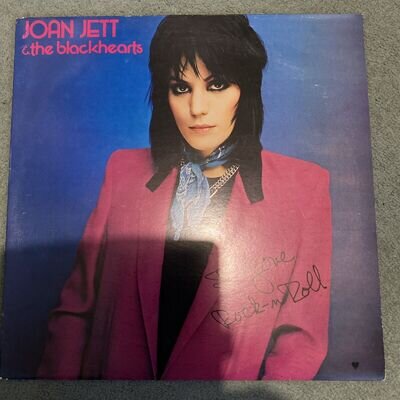 JOAN JETT
& the blackhearts
I Love
Rock-n Roll